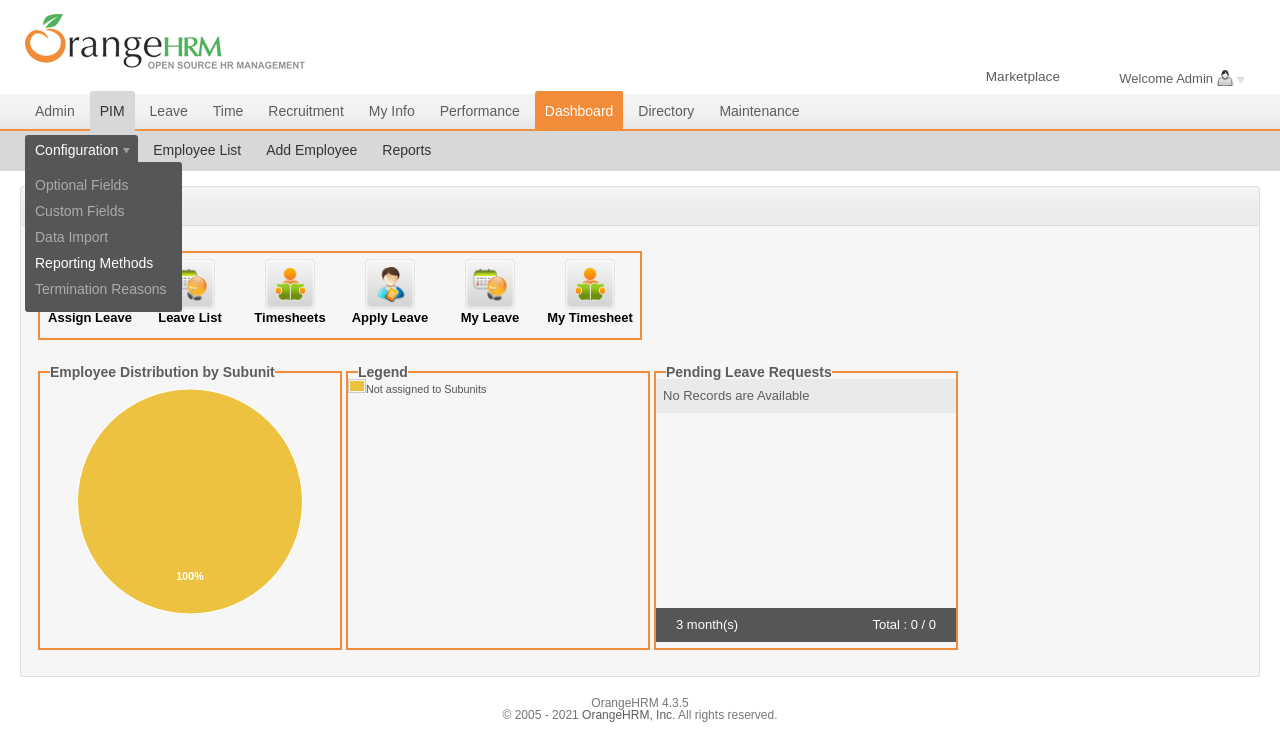 OrangeHRM
OPEN SOURCE HR MANAGEMENT
Marketplace
Welcome Admin
Admin PIM Leave Time Recruitment My Info Performance Dashboard Directory Maintenance
Configuration Employee List Add Employee Reports
Optional Fields
Custom Fields
Data Import
Reporting Methods
Termination Reasons
Assign Leave Leave List Timesheets Apply Leave My Leave My Timesheet
Employee Distribution by Subunit
100%
Legend
Not assigned to Subunits
Pending Leave Requests
No Records are Available
3 month(s) Total : 0 / 0
OrangeHRM 4.3.5
© 2005 - 2021 OrangeHRM, Inc. All rights reserved.